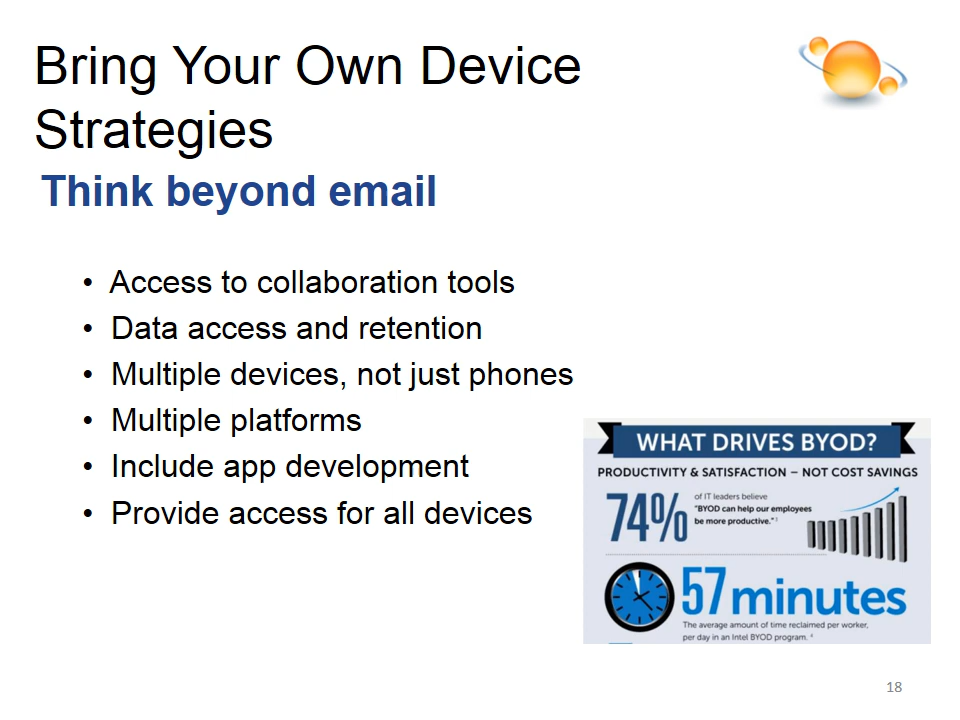 Bring Your Own Device
Strategies
Think beyond email
• Access to collaboration tools
• Data access and retention
• Multiple devices, not just phones
• Multiple platforms
• Include app development
• Provide access for all devices
WHAT DRIVES BYOD?
PRODUCTIVITY & SATISFACTION – NOT COST SAVINGS
74%
of IT leaders believe
"BYOD can help our employees
be more productive." 3
57 minutes
The average amount of time reclaimed per worker,
per day in an Intel BYOD program. 4
18